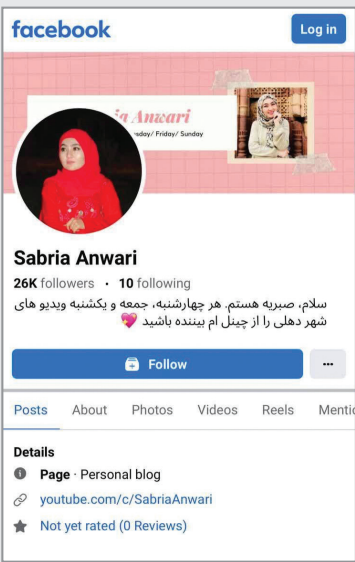 facebook
Log in
ia Anwari
sday/ Friday/ Sunday
Sabria Anwari
26K followers • 10 following
سلام، صبریه هستم. هر چهارشنبه، جمعه و یکشنبه ویدیو های
شهر دهلی را از چینل ام بیننده باشید 💖
Follow
Posts About Photos Videos Reels Mentio
Details
Page · Personal blog
youtube.com/c/SabriaAnwari
Not yet rated (0 Reviews)